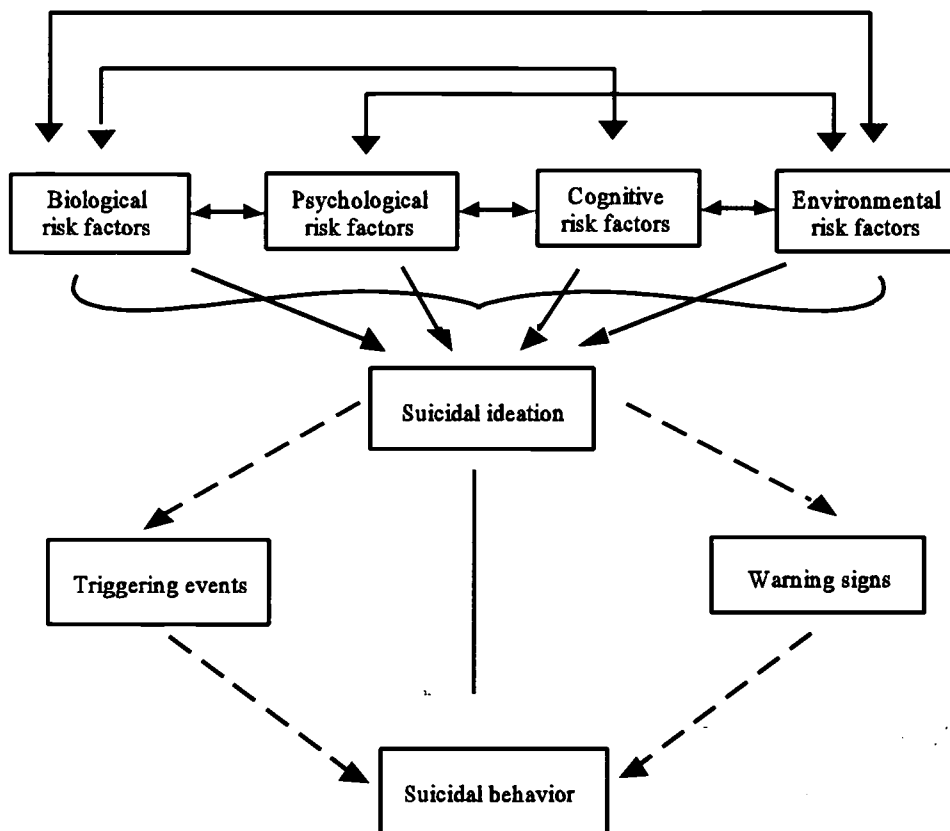 Biological
risk factors
Psychological
risk factors
Cognitive
risk factors
Environmental
risk factors
Suicidal ideation
Triggering events
Warning signs
Suicidal behavior